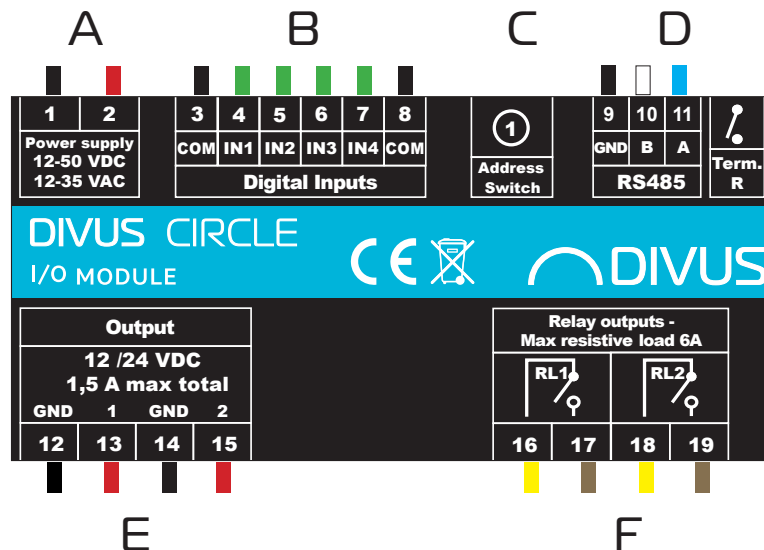 A B C D
1 2 3 4 5 6 7 8 9 10 11
COM IN1 IN2 IN3 IN4 COM GND B A
Power supply
12-50 VDC
12-35 VAC
Digital Inputs
1
Address
Switch
RS485
Term.
R
DIVUS CIRCLE
I/O MODULE
CE
DIVUS
Output
12 /24 VDC
1,5 A max total
GND 1 GND 2
12 13 14 15
Relay outputs -
Max resistive load 6A
RL1 RL2
16 17 18 19
E F